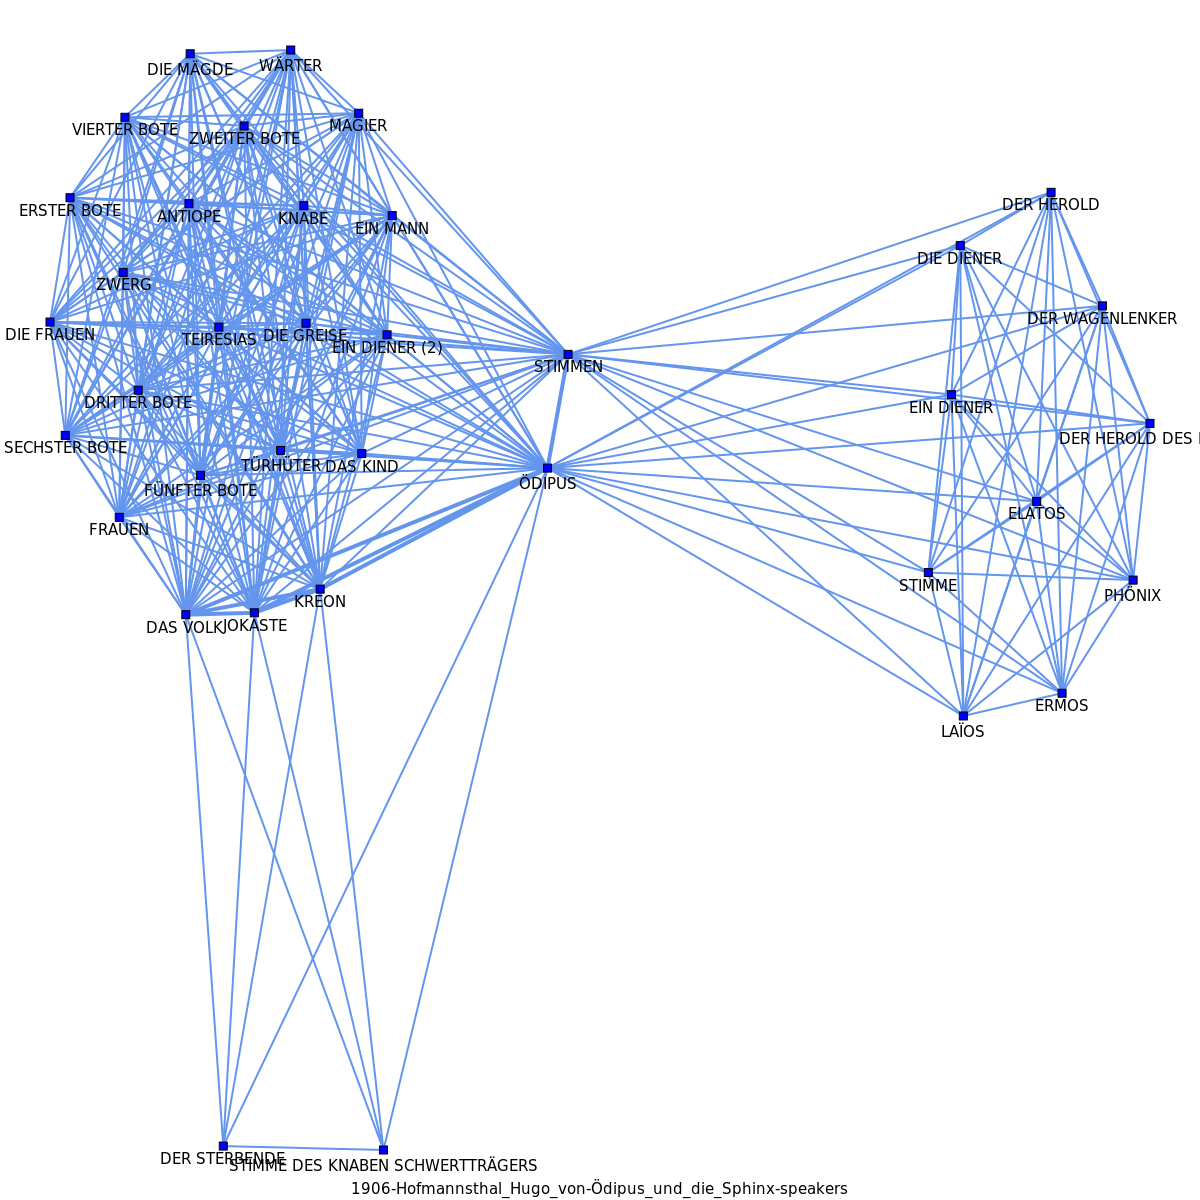 DIE MÄGDE
WÄRTER
VIERTER BOTE
ZWEITER BOTE
MAGIER
ERSTER BOTE
ANTIOPE
KNABE
EIN MANN
DER HEROLD
DIE DIENER
ZWERG
DER WAGENLENKER
DIE FRAUEN
TEIRESIAS
DIE GREISE
EIN DIENER (2)
STIMMEN
DRITTER BOTE
EIN DIENER
SECHSTER BOTE
DER HEROLD DES
TÜRHÜTER
DAS KIND
FÜNFTER BOTE
ÖDIPUS
FRAUEN
ELATOS
STIMME
PHÖNIX
KREON
DAS VOLK
JOKASTE
ERMOS
LAÏOS
DER STERBENDE
STIMME DES KNABEN SCHWERTTRÄGERS
1906-Hofmannsthal_Hugo_von-Ödipus_und_die_Sphinx-speakers